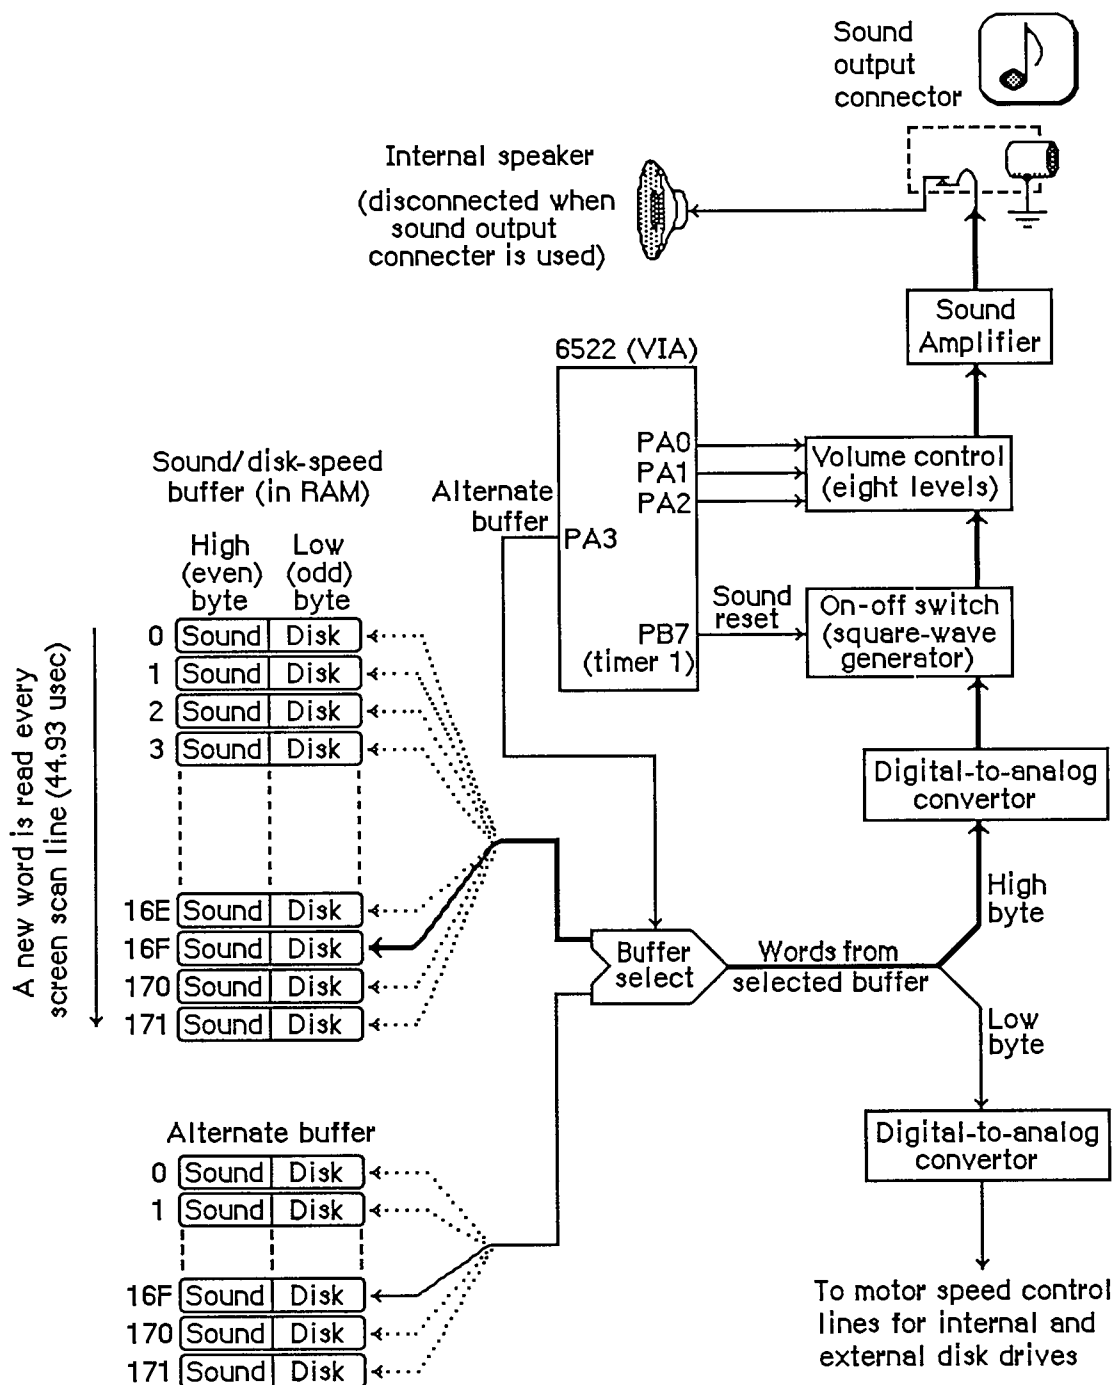 Sound
output
connector
Internal speaker
(disconnected when
sound output
connecter is used)
Sound
Amplifier
6522 (VIA)
PA0
PA1
PA2
Volume control
(eight levels)
Alternate
buffer
PA3
Sound
reset
PB7
(timer 1)
On-off switch
(square-wave
generator)
Sound/disk-speed
buffer (in RAM)
High
(even)
byte
Low
(odd)
byte
0 Sound Disk
1 Sound Disk
2 Sound Disk
3 Sound Disk
16E Sound Disk
16F Sound Disk
170 Sound Disk
171 Sound Disk
A new word is read every
screen scan line (44.93 usec)
Digital-to-analog
convertor
High
byte
Buffer
select
Words from
selected buffer
Low
byte
Digital-to-analog
convertor
To motor speed control
lines for internal and
external disk drives
Alternate buffer
0 Sound Disk
1 Sound Disk
16F Sound Disk
170 Sound Disk
171 Sound Disk